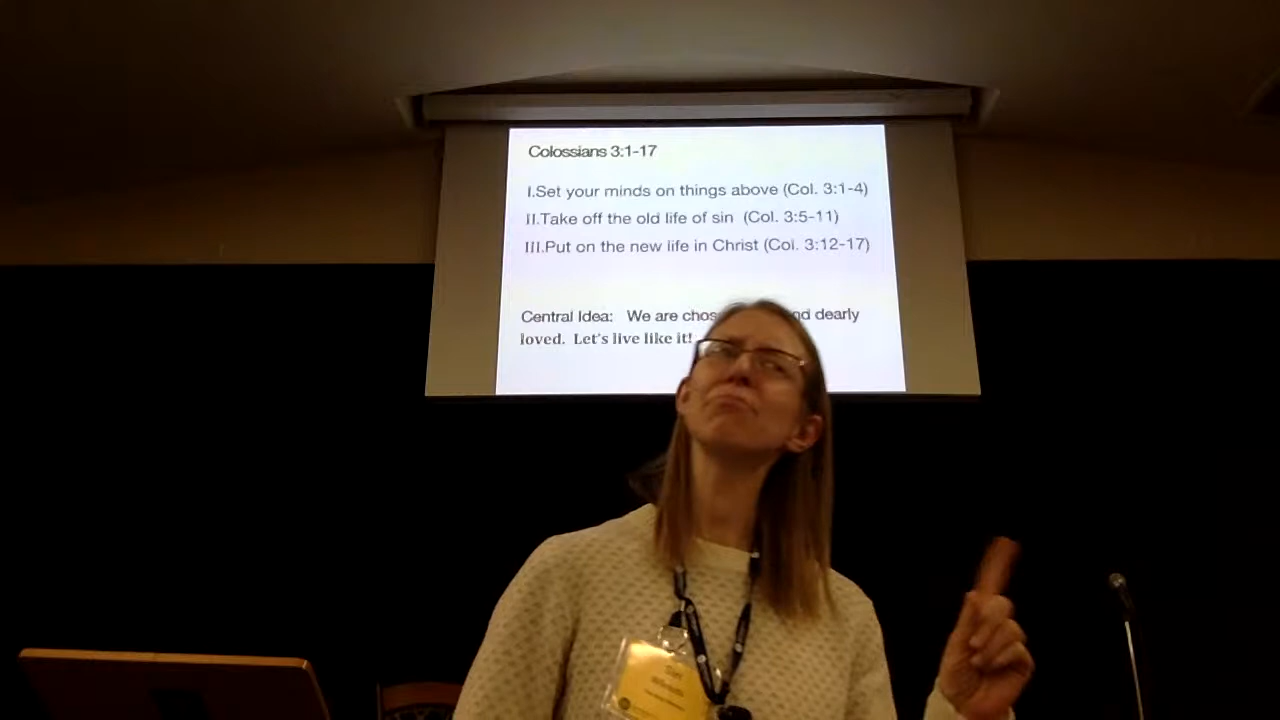 Colossians 3:1-17
I.Set your minds on things above (Col. 3:1-4)
II.Take off the old life of sin (Col. 3:5-11)
III.Put on the new life in Christ (Col. 3:12-17)
Central Idea: We are dearly
loved. Let's live like it!